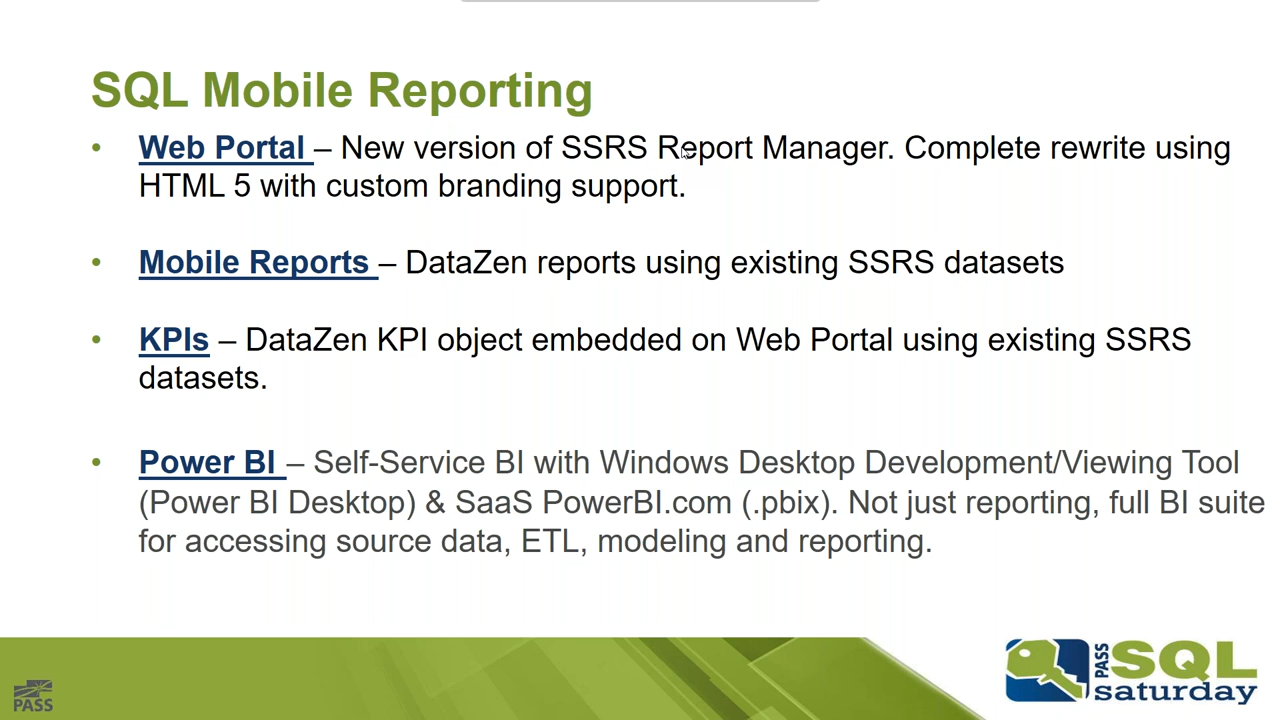 SQL Mobile Reporting
• Web Portal – New version of SSRS Report Manager. Complete rewrite using
HTML 5 with custom branding support.
• Mobile Reports – DataZen reports using existing SSRS datasets
• KPIs – DataZen KPI object embedded on Web Portal using existing SSRS
datasets.
• Power BI – Self-Service BI with Windows Desktop Development/Viewing Tool
(Power BI Desktop) & SaaS PowerBI.com (.pbix). Not just reporting, full BI suite
for accessing source data, ETL, modeling and reporting.
PASS
PASS SQL
saturday